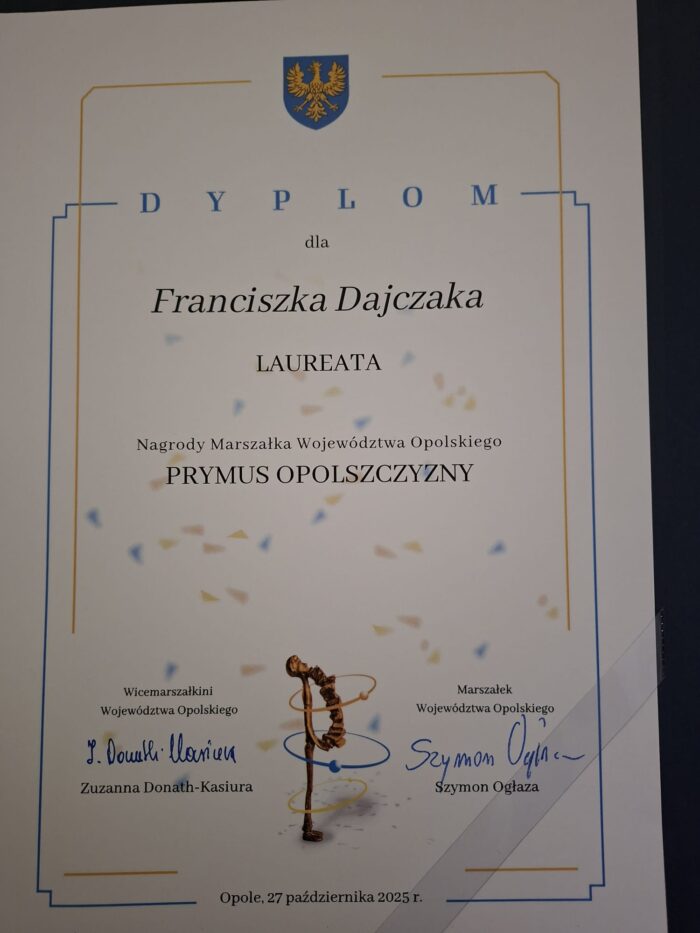 DYPLOM
dla
Franciszka Dajczaka
LAUREATA
Nagrody Marszałka Województwa Opolskiego
PRYMUS OPOLSZCZYZNY
Wicemarszałkini
Województwa Opolskiego
Zuzanna Donath-Kasiura
Marszałek
Województwa Opolskiego
Szymon Ogłaza
Szymon Ogłaza
Opole, 27 października 2025 r.